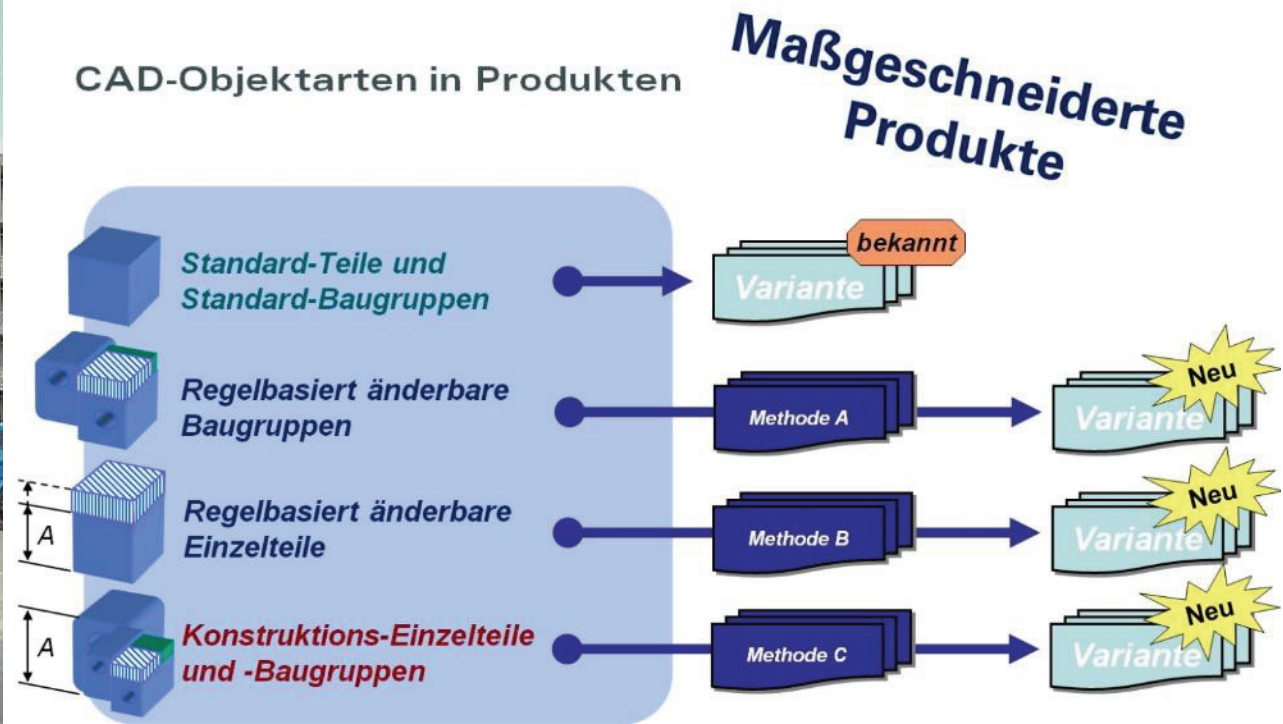 CAD-Objektarten in Produkten
Maßgeschneiderte
Produkte
Standard-Teile und
Standard-Baugruppen
bekannt
Variante
Regelbasiert änderbare
Baugruppen
Methode A
Neu
Variante
A
Regelbasiert änderbare
Einzelteile
Methode B
Neu
Variante
A
Konstruktions-Einzelteile
und -Baugruppen
Methode C
Neu
Variante